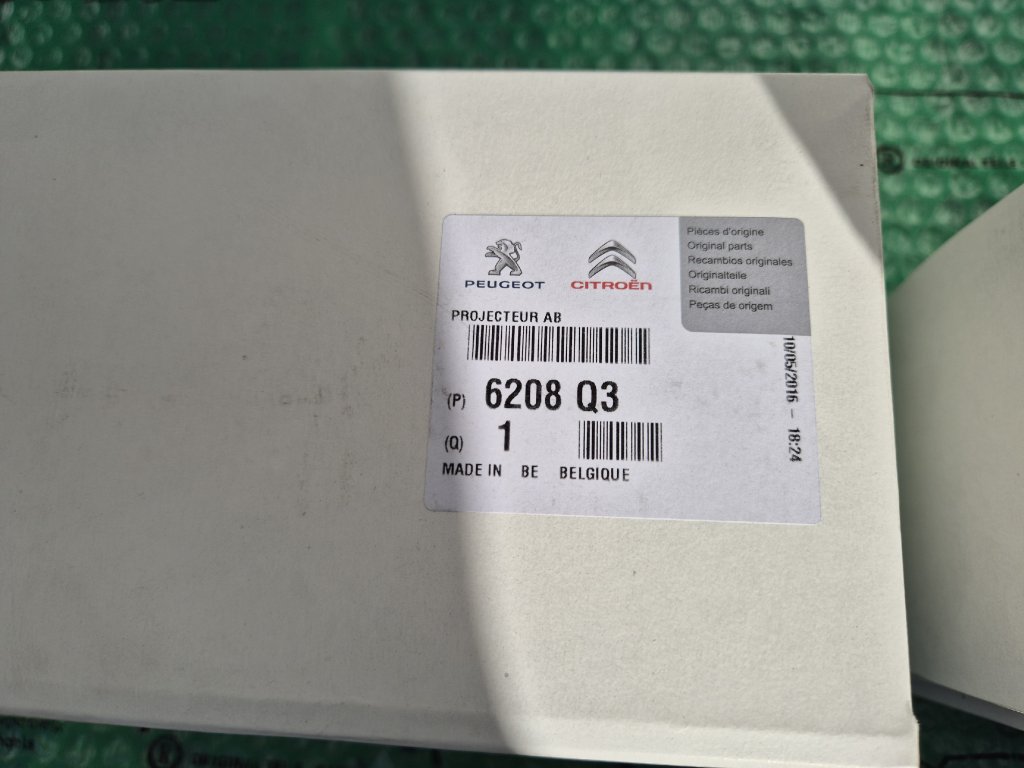 PEUGEOT
CITROËN
Pièces d'origine
Original parts
Recambios originales
Originalteile
Ricambi originali
Peças de origem
PROJECTEUR AB
(P) 6208 Q3
(Q) 1
MADE IN BE BELGIQUE
10/05/2016 - 18:24